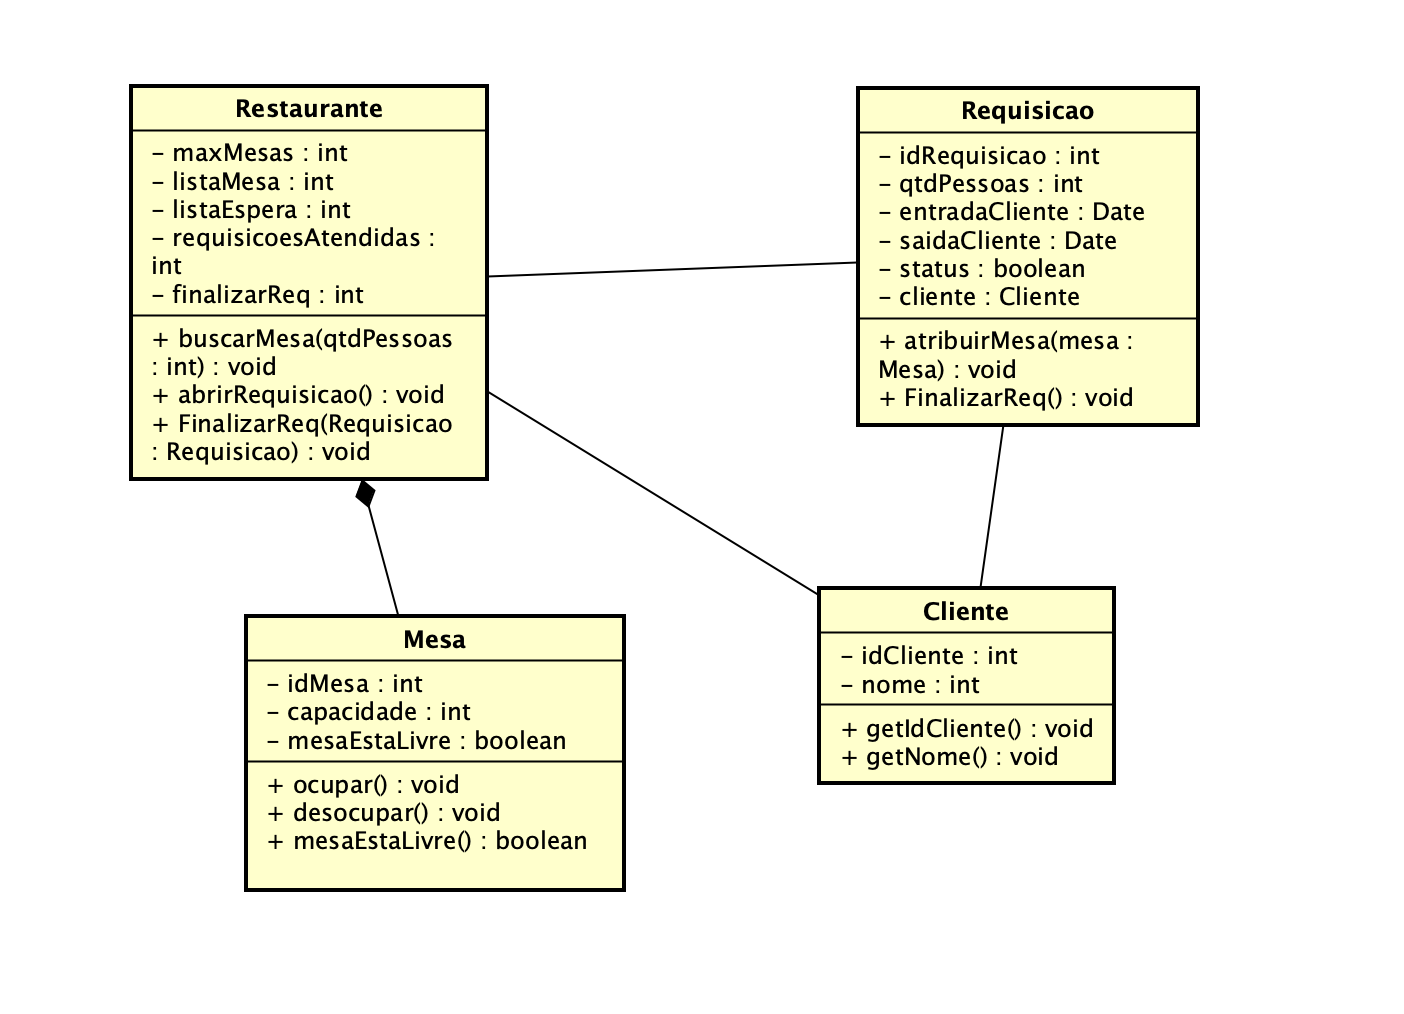 Restaurante
- maxMesas : int
- listaMesa : int
- listaEspera : int
- requisicoesAtendidas :
int
- finalizarReq : int
+ buscarMesa(qtdPessoas
: int) : void
+ abrirRequisicao() : void
+ FinalizarReq(Requisicao
: Requisicao) : void
Requisicao
- idRequisicao : int
- qtdPessoas : int
- entradaCliente : Date
- saidaCliente : Date
- status : boolean
- cliente : Cliente
+ atribuirMesa(mesa :
Mesa) : void
+ FinalizarReq() : void
Mesa
- idMesa : int
- capacidade : int
- mesaEstaLivre : boolean
+ ocupar() : void
+ desocupar() : void
+ mesaEstaLivre() : boolean
Cliente
- idCliente : int
- nome : int
+ getIdCliente() : void
+ getNome() : void